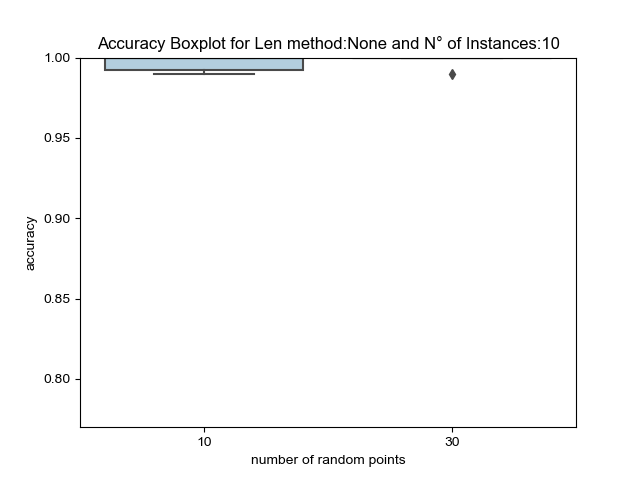 Accuracy Boxplot for Len method:None and N° of Instances:10
1.00
0.95
0.90
0.85
0.80
accuracy
10 30
number of random points